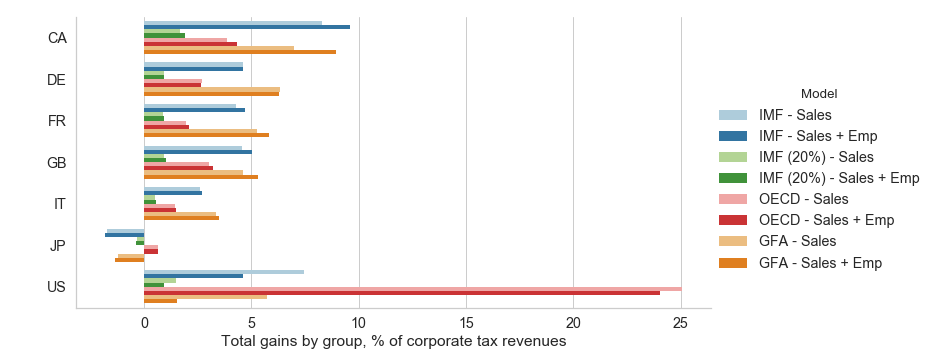 CA
DE
FR
GB
IT
JP
US
0 5 10 15 20 25
Total gains by group, % of corporate tax revenues
Model
IMF - Sales
IMF - Sales + Emp
IMF (20%) - Sales
IMF (20%) - Sales + Emp
OECD - Sales
OECD - Sales + Emp
GFA - Sales
GFA - Sales + Emp